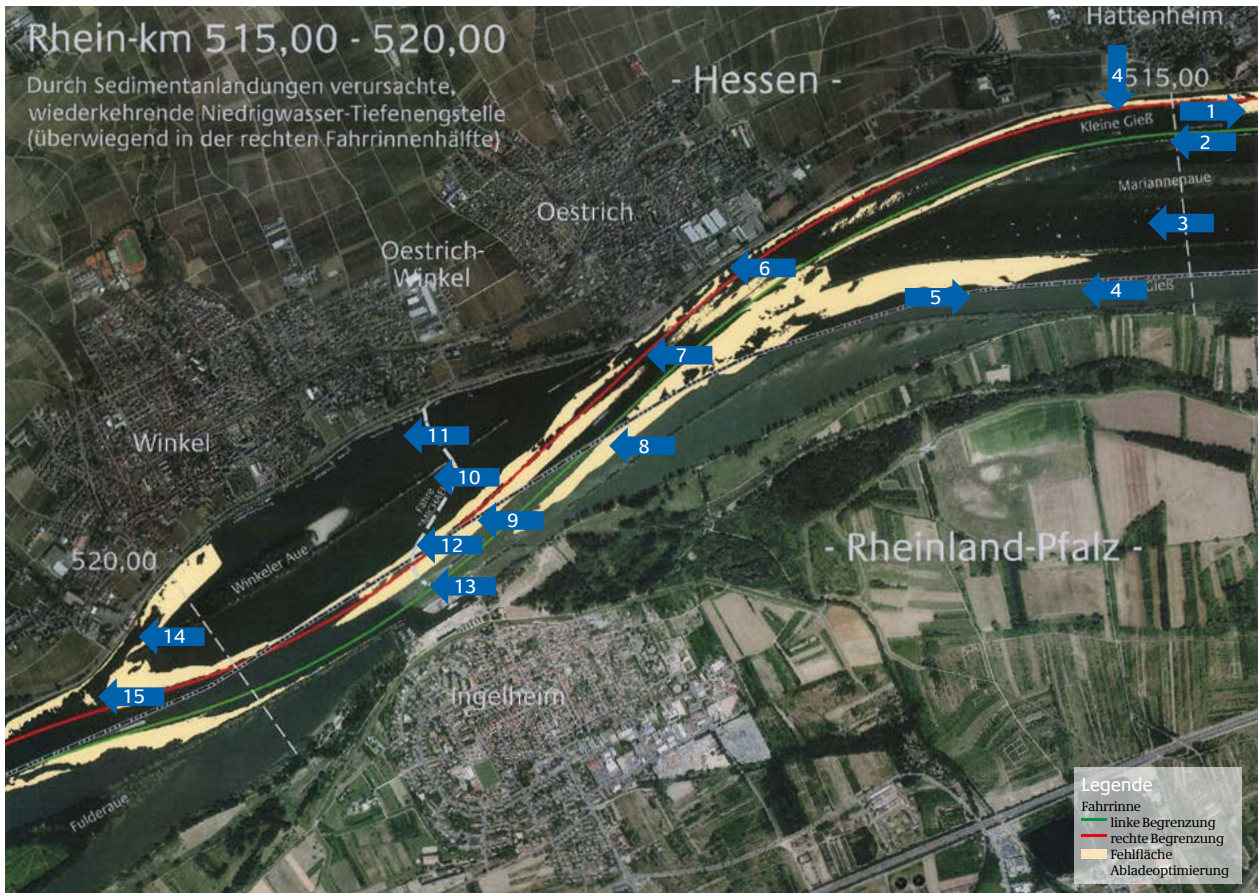 Rhein-km 515,00 - 520,00
Durch Sedimentanlandungen verursachte,
wiederkehrende Niedrigwasser-Tiefenengstelle
(überwiegend in der rechten Fahrrinnenhälfte)
- Hessen -
Hattenheim
515,00
4
1
Kleine Gieß
2
Mariannenaue
3
Oestrich
Oestrich-
Winkel
6
5
4
Gieß
7
Winkel
11
8
10
Fähre
9
12
- Rheinland-Pfalz -
520,00
Winkeler Aue
13
14
15
Ingelheim
Fulderaue
Legende
Fahrrinne
linke Begrenzung
rechte Begrenzung
Fehlfläche
Abladeoptimierung